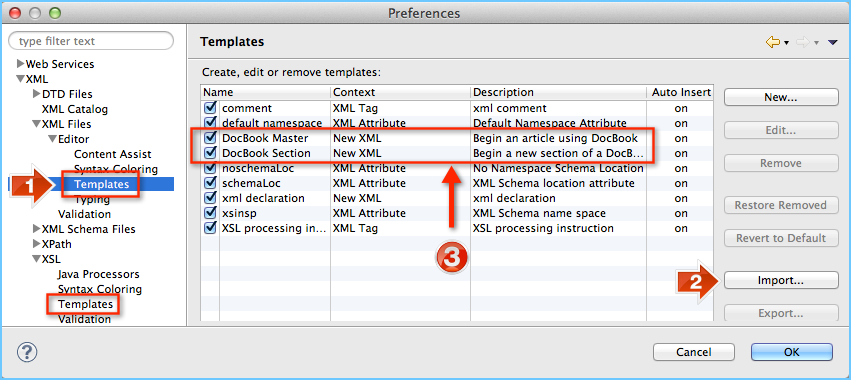 Preferences
type filter text
Web Services
XML
DTD Files
XML Catalog
XML Files
Editor
Content Assist
Syntax Coloring
1
Templates
Typing
Validation
XML Schema Files
XPath
XSL
Java Processors
Syntax Coloring
Templates
Validation
Templates
Create, edit or remove templates:
Name Context Description Auto Insert
comment XML Tag xml comment on
default namespace XML Attribute Default Namespace Attribute on
DocBook Master New XML Begin an article using DocBook on
DocBook Section New XML Begin a new section of a DocB... on
noschemaLoc XML Attribute No Namespace Schema Location on
schemaLoc XML Attribute XML Schema location attribute on
xml declaration New XML xml declaration on
xsinsp XML Attribute XML Schema name space on
XSL processing in... XML Tag XSL processing instruction on
3
New...
Edit...
Remove
Restore Removed
Revert to Default
2
Import...
Export...
?
Cancel
OK